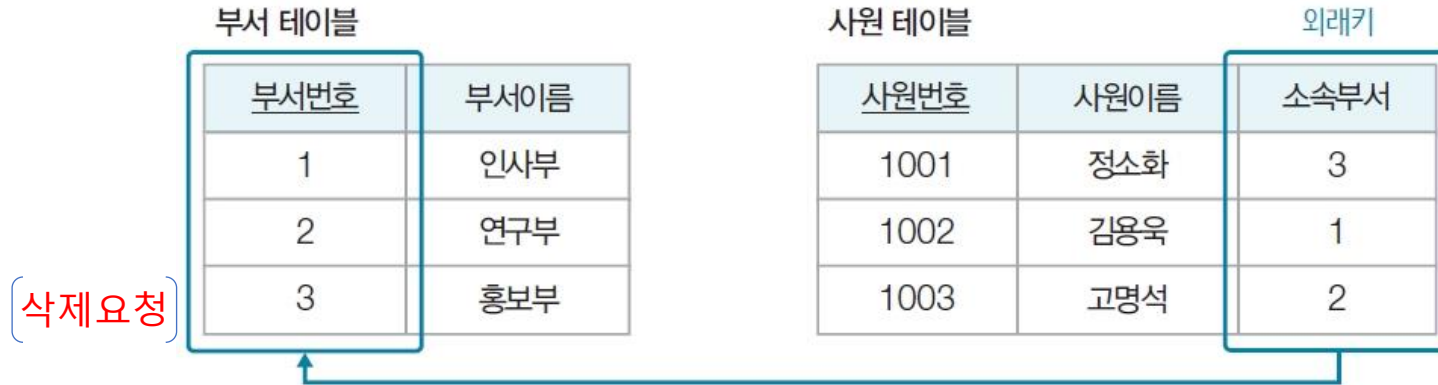 부서 테이블
사원 테이블 외래키
부서번호 부서이름
사원번호 사원이름 소속부서
1 인사부
1001 정소화 3
2 연구부
1002 김용욱 1
삭제요청 3 홍보부
1003 고명석 2